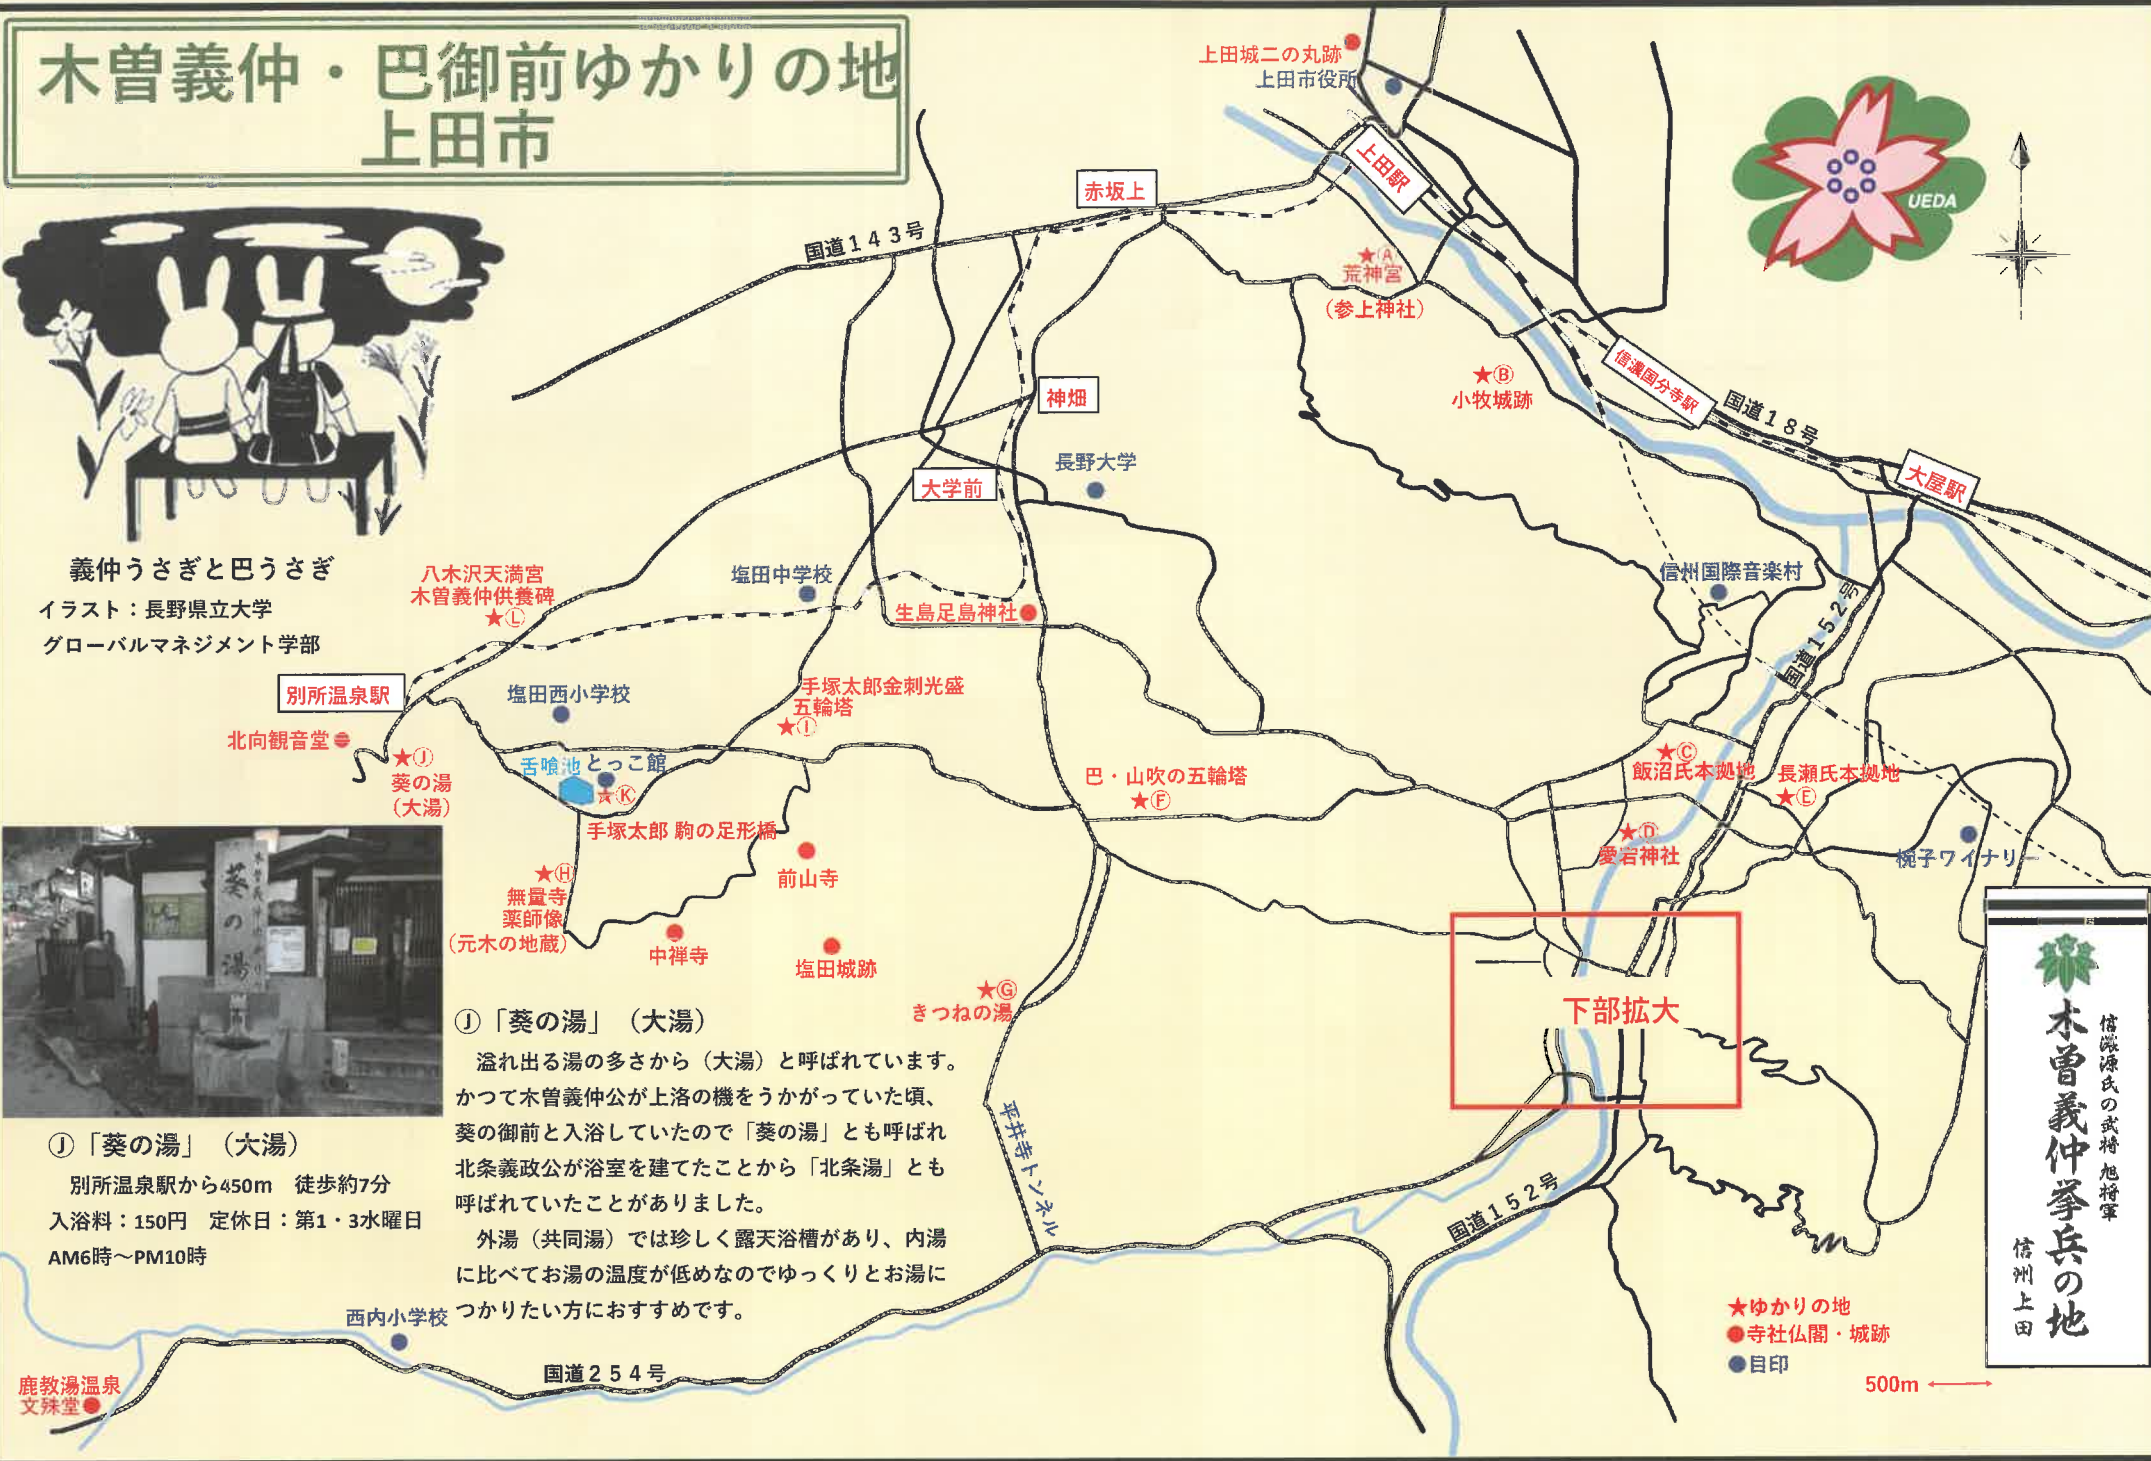 木曽義仲・巴御前ゆかりの地
上田市
上田城二の丸跡
上田市役所
上田駅
UEDA
赤坂上
国道143号
★Ⓐ
荒神宮
(参上神社)
★Ⓑ
小牧城跡
信濃国分寺駅
国道18号
大屋駅
神畑
長野大学
大学前
義仲うさぎと巴うさぎ
イラスト：長野県立大学
グローバルマネジメント学部
八木沢天満宮
木曽義仲供養碑
★Ⓛ
塩田中学校
生島足島神社
信州国際音楽村
国道152号
別所温泉駅
塩田西小学校
手塚太郎金刺光盛
五輪塔
★Ⓘ
北向観音堂
★Ⓙ
葵の湯
(大湯)
舌喰池
とっこ館
★Ⓚ
手塚太郎 駒の足形橋
巴・山吹の五輪塔
★Ⓕ
★Ⓒ
飯沼氏本拠地
長瀬氏本拠地
★Ⓔ
★Ⓓ
愛宕神社
椀子ワイナリー
★Ⓗ
無量寺
薬師像
(元木の地蔵)
前山寺
中禅寺
塩田城跡
★Ⓖ
きつねの湯
下部拡大
木曽義仲ゆかり
葵の湯
Ⓙ「葵の湯」（大湯）
溢れ出る湯の多さから（大湯）と呼ばれています。
かつて木曽義仲公が上洛の機をうかがっていた頃、
葵の御前と入浴していたので「葵の湯」とも呼ばれ
北条義政公が浴室を建てたことから「北条湯」とも
呼ばれていたことがありました。
外湯（共同湯）では珍しく露天浴槽があり、内湯
に比べてお湯の温度が低めなのでゆっくりとお湯に
つかりたい方におすすめです。
Ⓙ「葵の湯」（大湯）
別所温泉駅から450m　徒歩約7分
入浴料：150円　定休日：第1・3水曜日
AM6時～PM10時
平井寺トンネル
国道152号
西内小学校
国道254号
鹿教湯温泉
文殊堂
信濃源氏の武将 旭将軍
木曽義仲挙兵の地
信州上田
★ゆかりの地
●寺社仏閣・城跡
●目印
500m